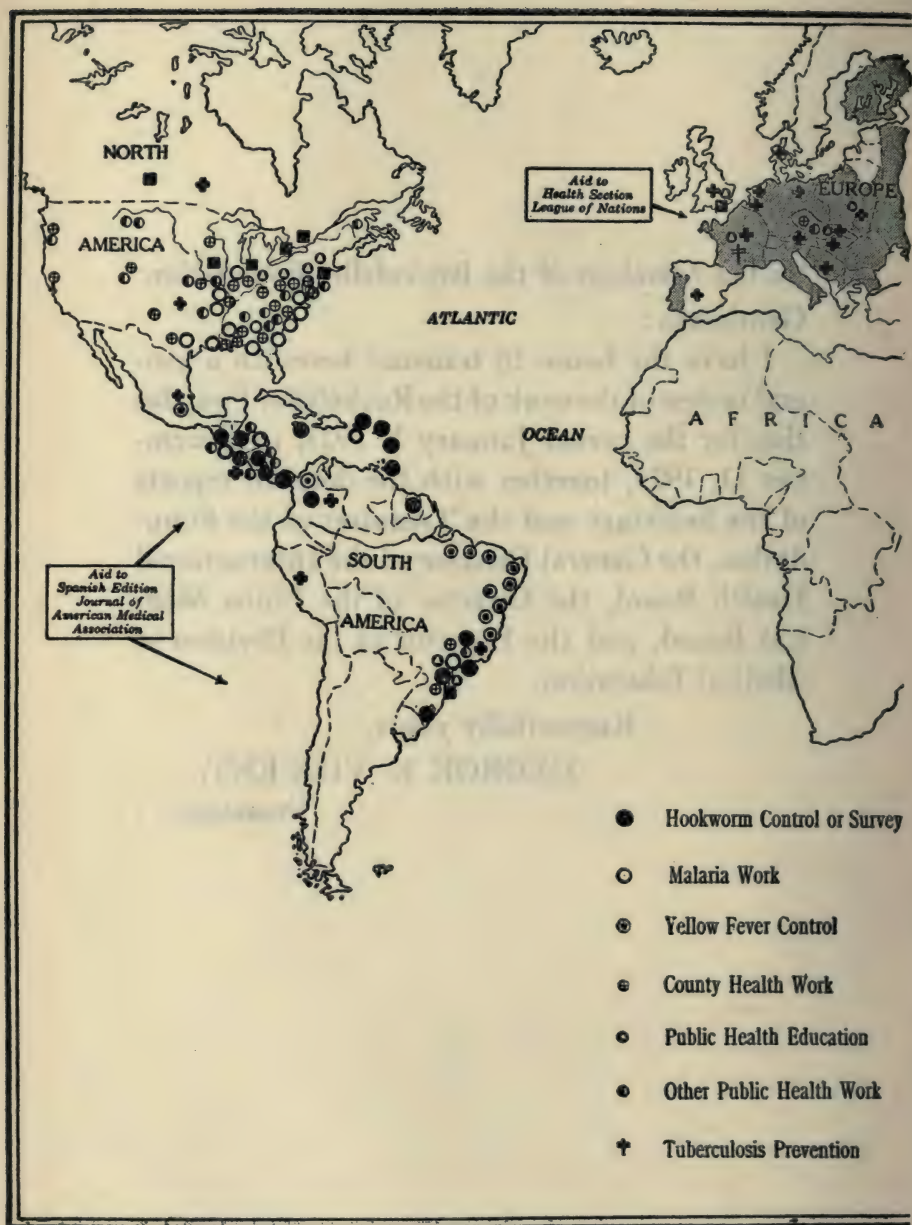 NORTH
AMERICA
Aid to
Health Section
League of Nations
EUROPE
ATLANTIC
OCEAN
A F R I C A
SOUTH
AMERICA
Aid to
Spanish Edition
Journal of
American Medical
Association
Hookworm Control or Survey
Malaria Work
Yellow Fever Control
County Health Work
Public Health Education
Other Public Health Work
Tuberculosis Prevention